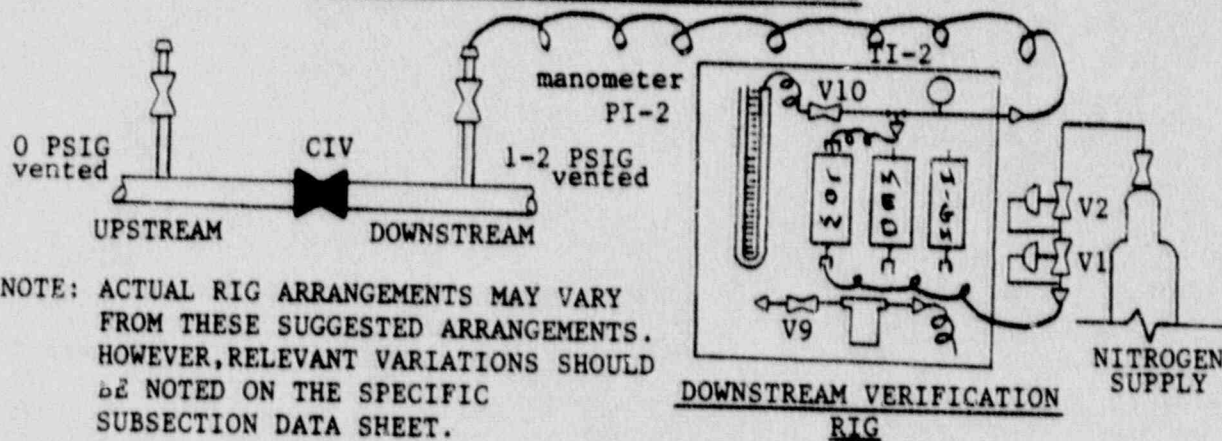 TI-2
manometer
PI-2
V10
0 PSIG
vented
CIV
1-2 PSIG
vented
UPSTREAM
DOWNSTREAM
V2
V1
V9
NOTE: ACTUAL RIG ARRANGEMENTS MAY VARY
FROM THESE SUGGESTED ARRANGEMENTS.
HOWEVER, RELEVANT VARIATIONS SHOULD
BE NOTED ON THE SPECIFIC
SUBSECTION DATA SHEET.
DOWNSTREAM VERIFICATION
RIG
NITROGEN
SUPPLY